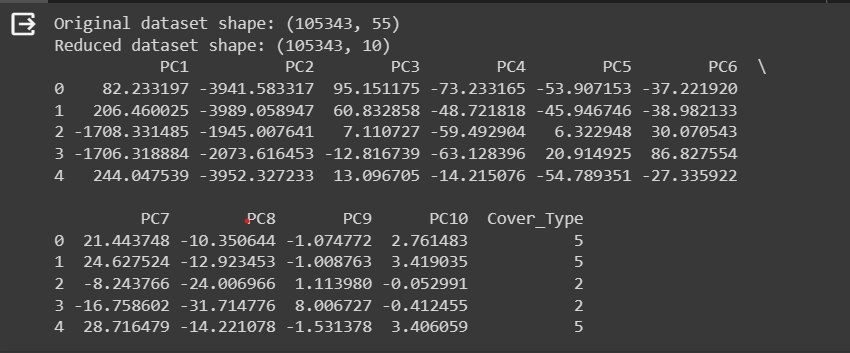 Original dataset shape: (105343, 55)
Reduced dataset shape: (105343, 10)
PC1 PC2 PC3 PC4 PC5 PC6 \
0 82.233197 -3941.583317 95.151175 -73.233165 -53.907153 -37.221920
1 206.460025 -3989.058947 60.832858 -48.721818 -45.946746 -38.982133
2 -1708.331485 -1945.007641 7.110727 -59.492904 6.322948 30.070543
3 -1706.318884 -2073.616453 -12.816739 -63.128396 20.914925 86.827554
4 244.047539 -3952.327233 13.096705 -14.215076 -54.789351 -27.335922
PC7 PC8 PC9 PC10 Cover_Type
0 21.443748 -10.350644 -1.074772 2.761483 5
1 24.627524 -12.923453 -1.008763 3.419035 5
2 -8.243766 -24.006966 1.113980 -0.052991 2
3 -16.758602 -31.714776 8.006727 -0.412455 2
4 28.716479 -14.221078 -1.531378 3.406059 5